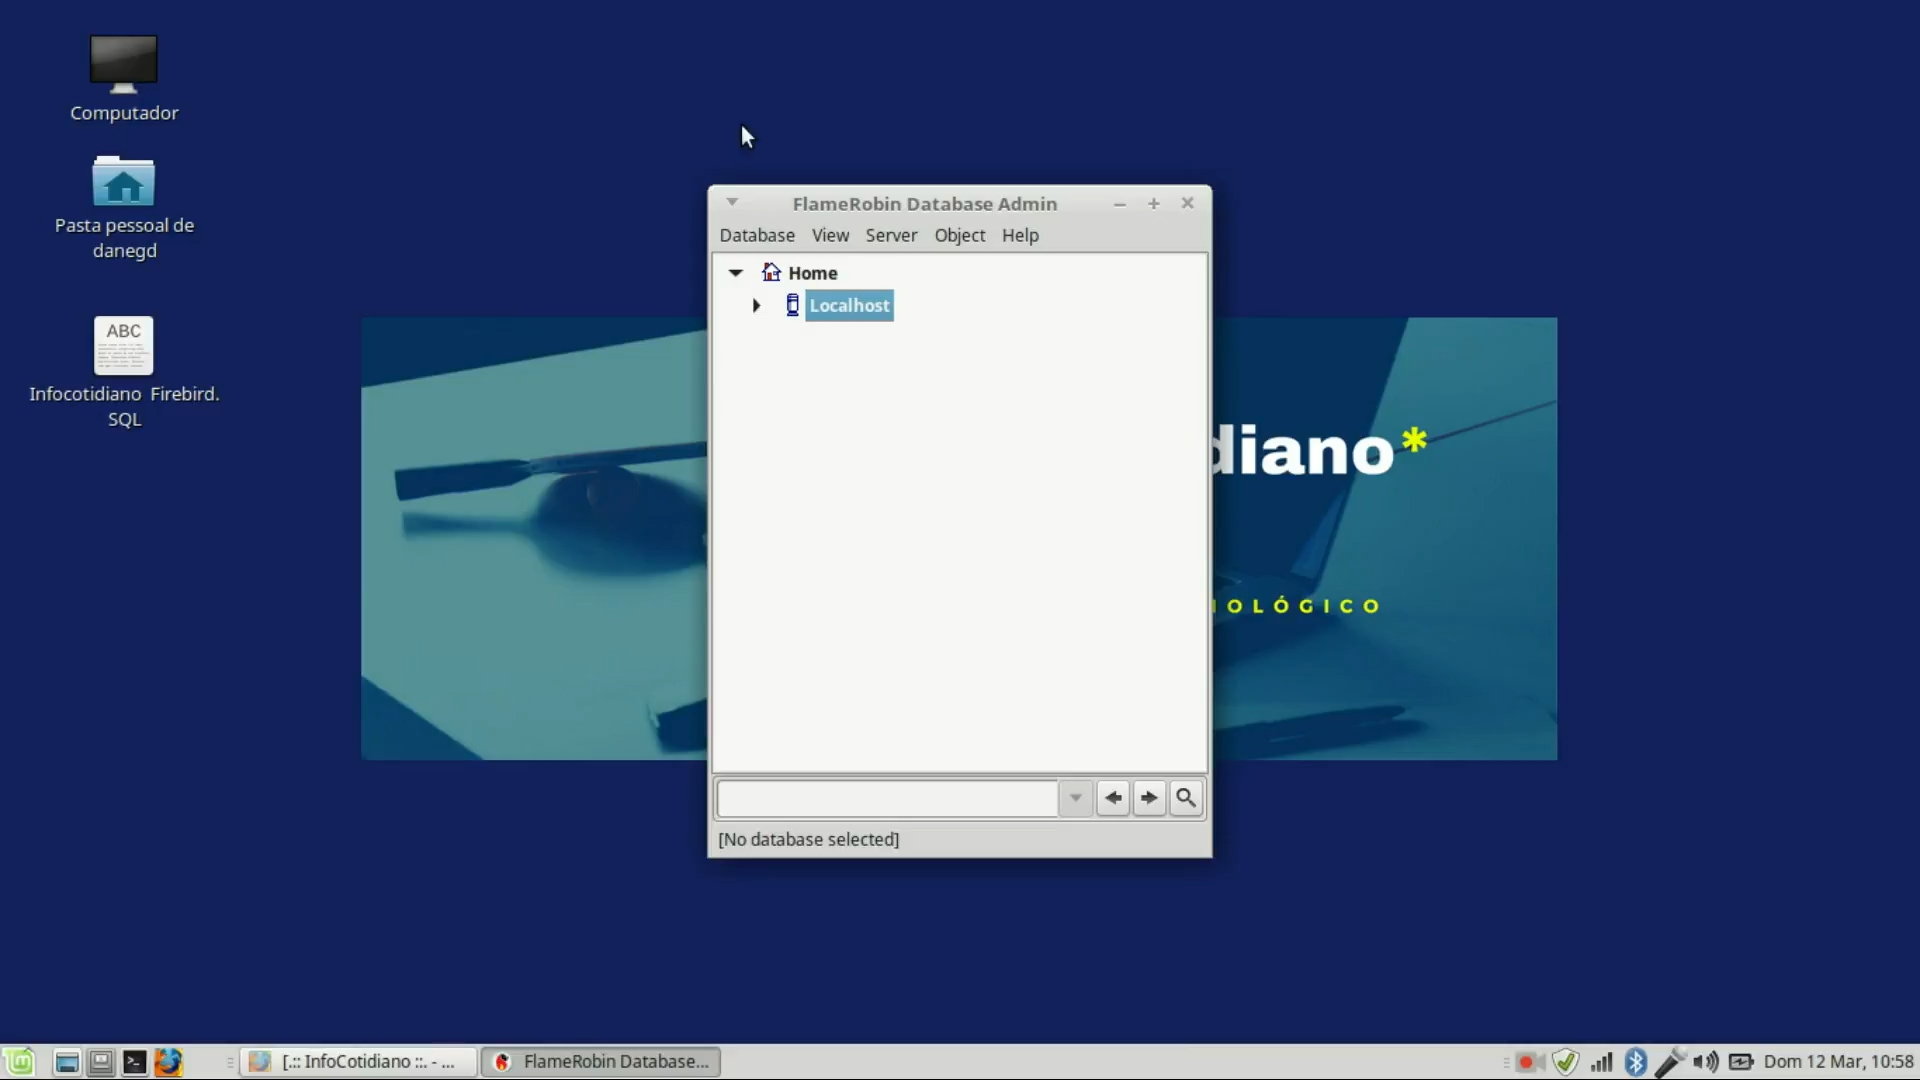 Computador
Pasta pessoal de
danegd
ABC
Infocotidiano Firebird.
SQL
FlameRobin Database Admin
Database View Server Object Help
Home
Localhost
[No database selected]
diano*
IOLÓGICO
[.:: InfoCotidiano ::. - ...
FlameRobin Database...
Dom 12 Mar, 10:58